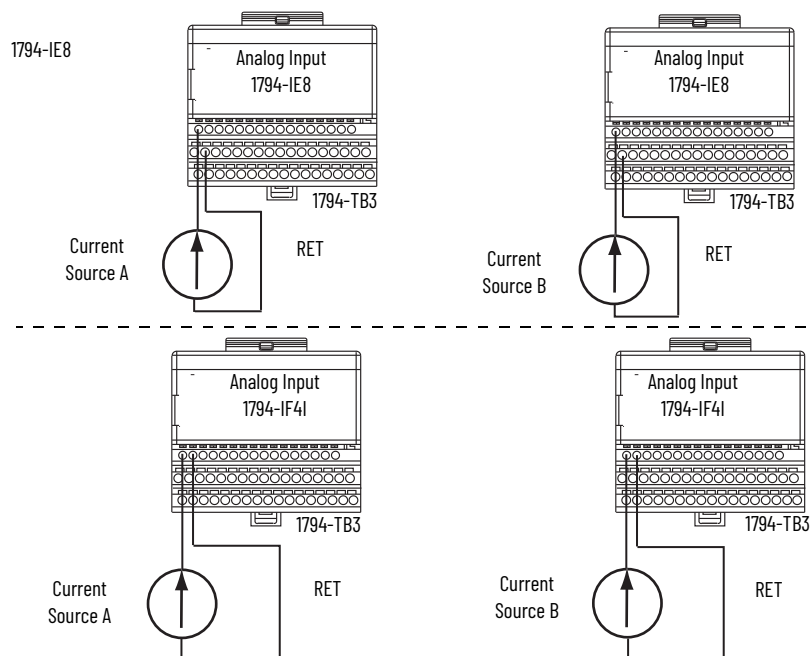 1794-IE8
Analog Input
1794-IE8
1794-TB3
Current
Source A
RET
Analog Input
1794-IE8
1794-TB3
Current
Source B
RET
Analog Input
1794-IF4I
1794-TB3
Current
Source A
RET
Analog Input
1794-IF4I
1794-TB3
Current
Source B
RET